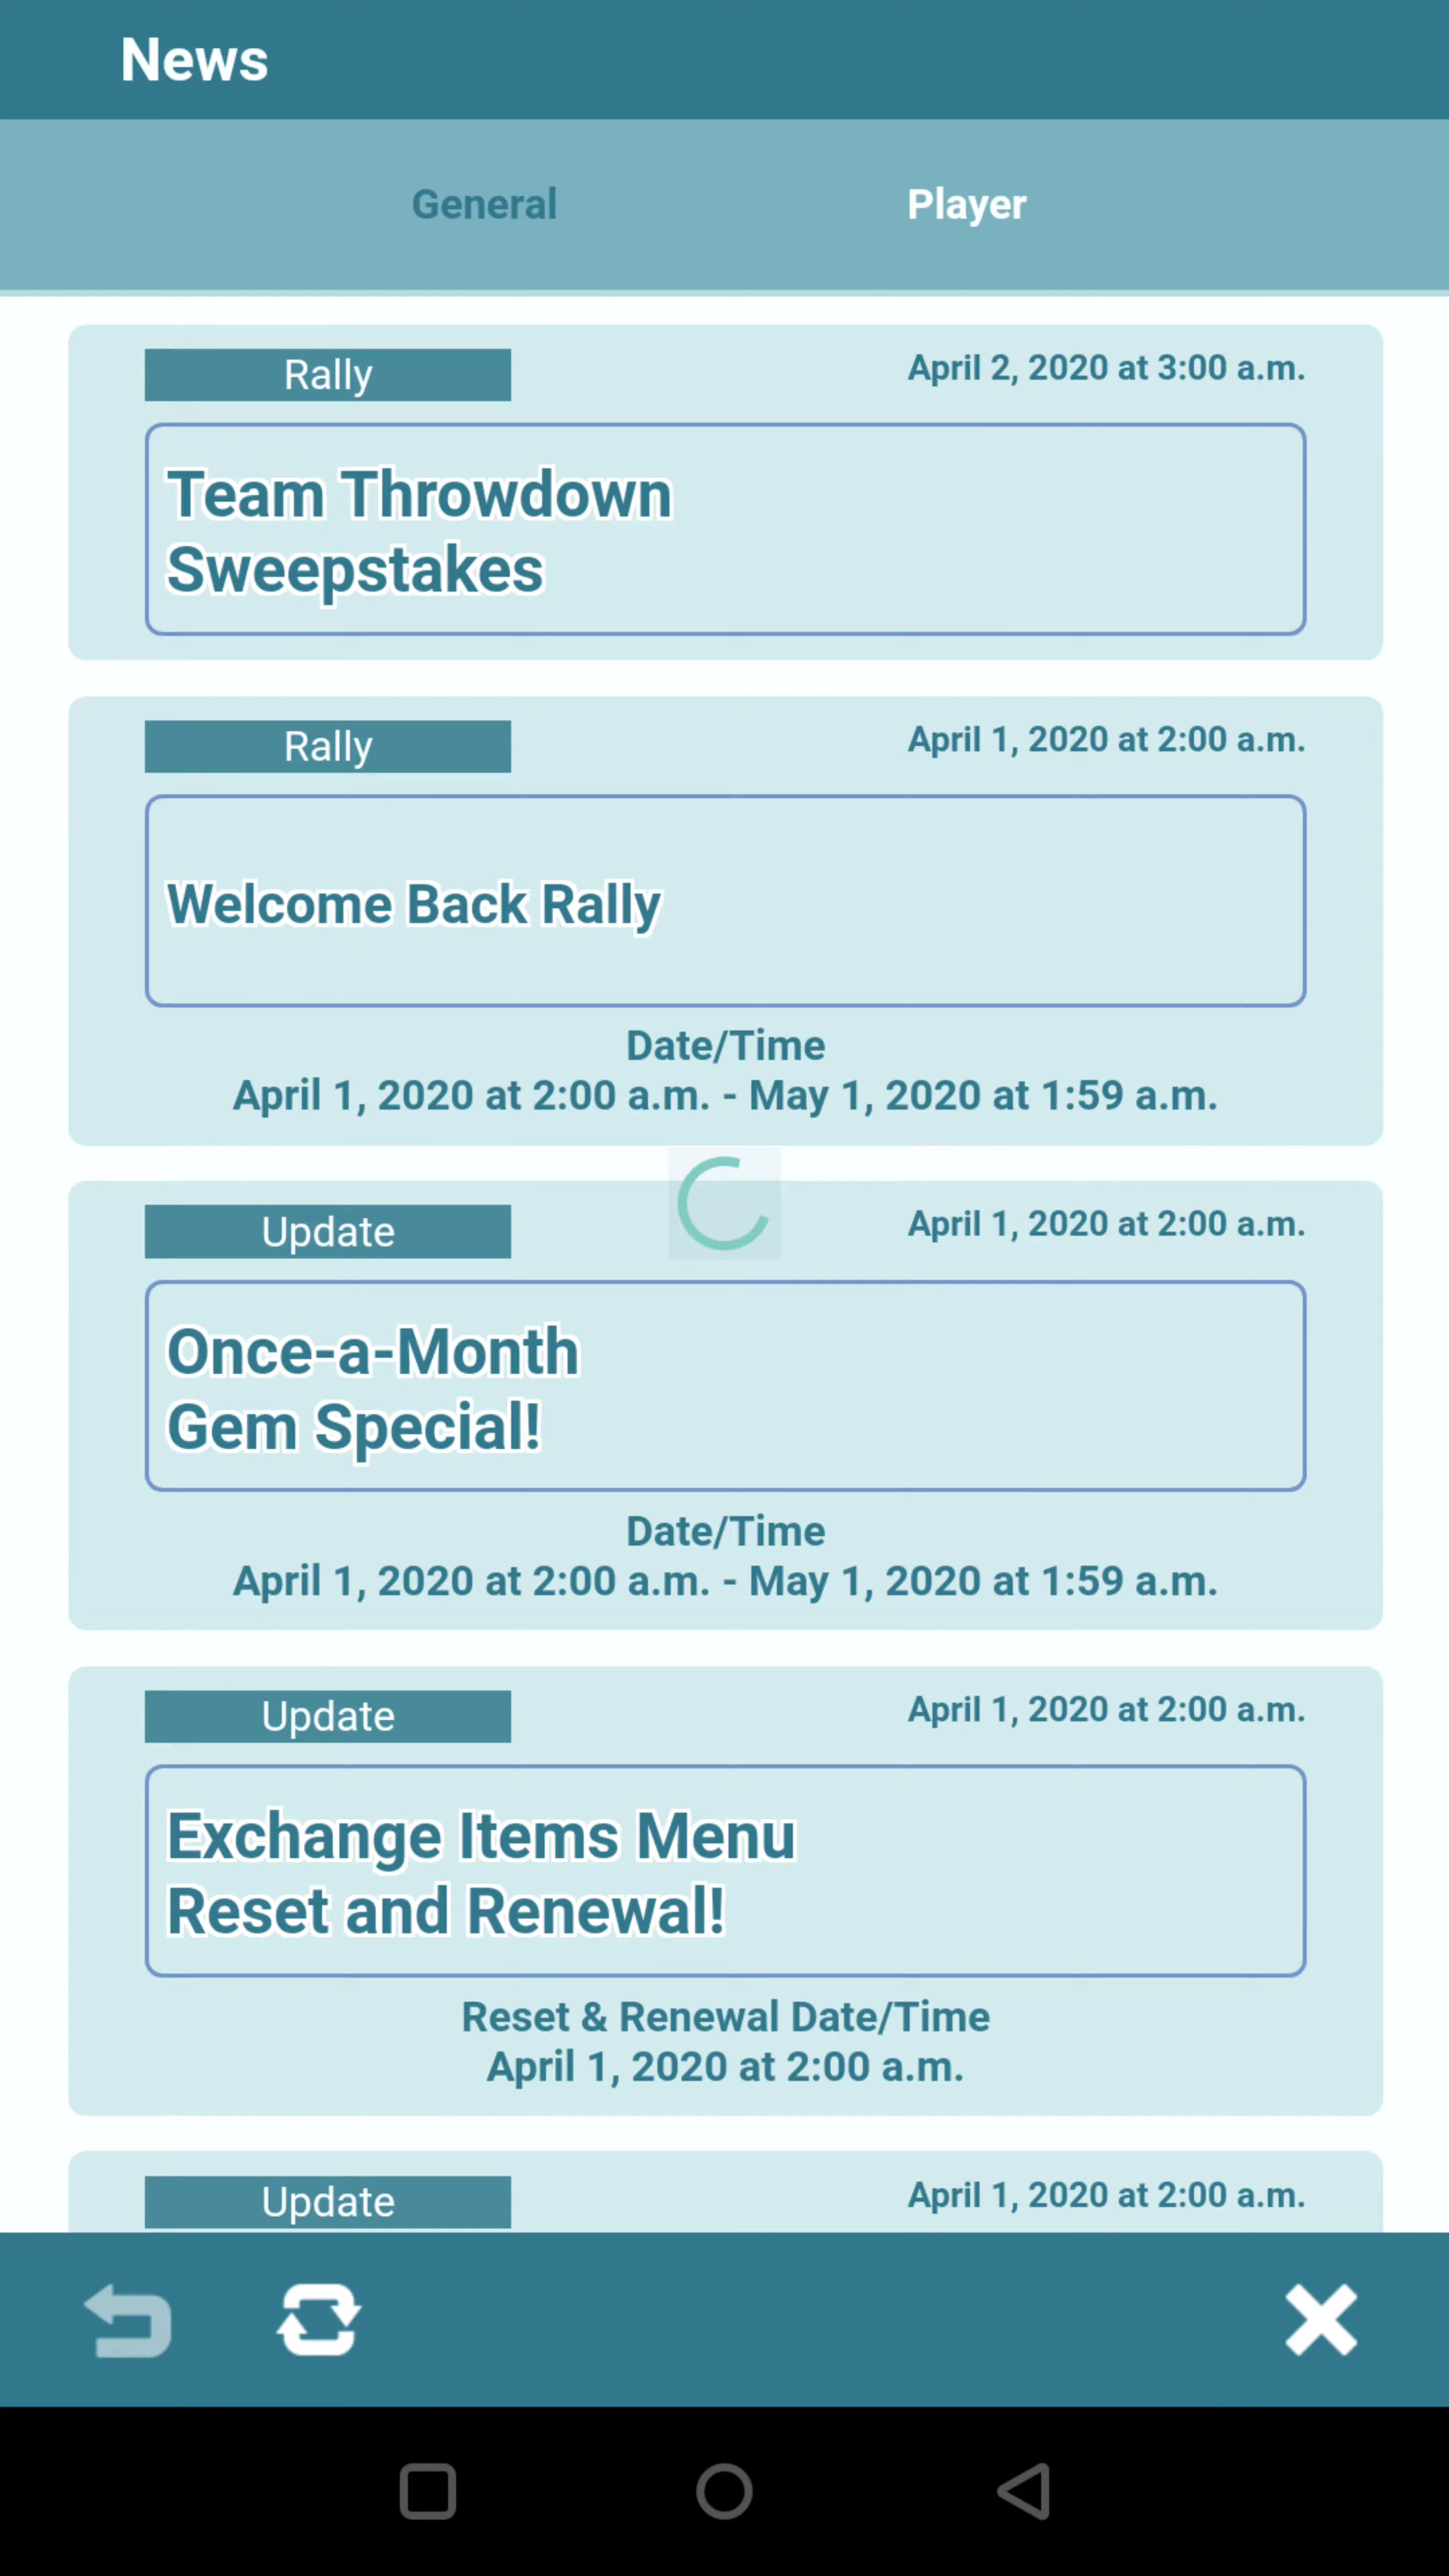 News
General
Player
Rally
April 2, 2020 at 3:00 a.m.
Team Throwdown
Sweepstakes
Rally
April 1, 2020 at 2:00 a.m.
Welcome Back Rally
Date/Time
April 1, 2020 at 2:00 a.m. - May 1, 2020 at 1:59 a.m.
Update
April 1, 2020 at 2:00 a.m.
Once-a-Month
Gem Special!
Date/Time
April 1, 2020 at 2:00 a.m. - May 1, 2020 at 1:59 a.m.
Update
April 1, 2020 at 2:00 a.m.
Exchange Items Menu
Reset and Renewal!
Reset & Renewal Date/Time
April 1, 2020 at 2:00 a.m.
Update
April 1, 2020 at 2:00 a.m.